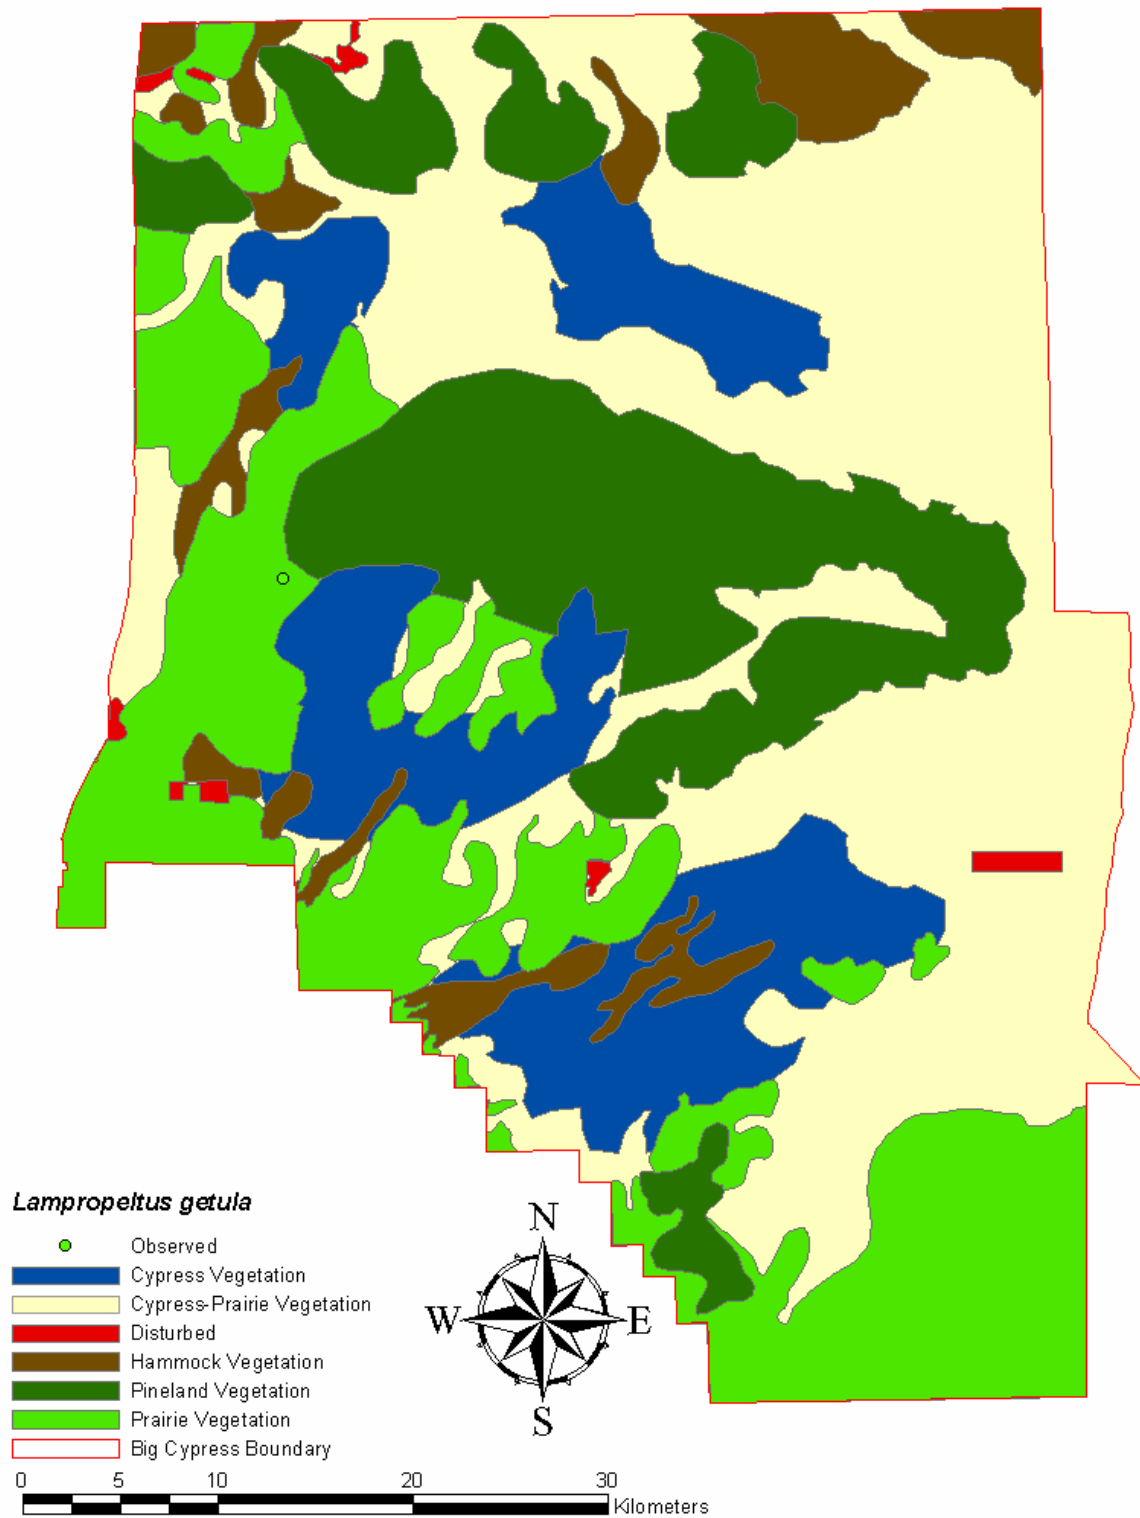 Lampropeltus getula
Observed
Cypress Vegetation
Cypress-Prairie Vegetation
Disturbed
Hammock Vegetation
Pineland Vegetation
Prairie Vegetation
Big Cypress Boundary
N
W E
S
0 5 10 20 30
Kilometers